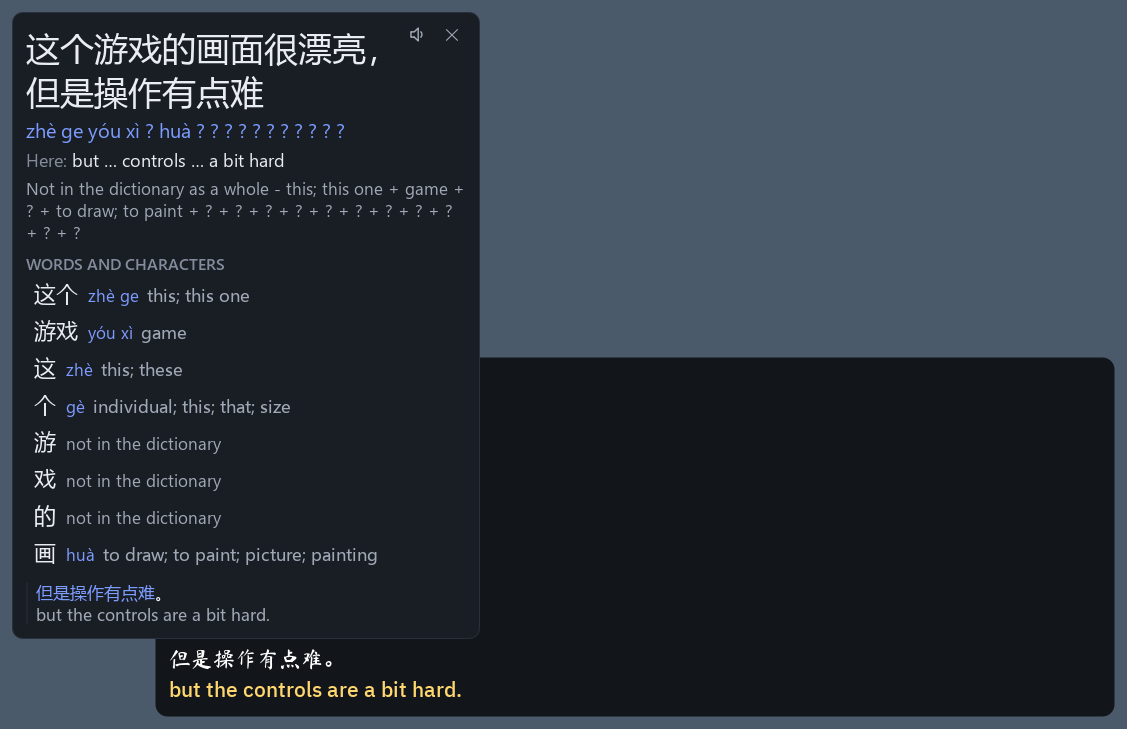 这个游戏的画面很漂亮，
但是操作有点难
zhè ge yóu xì ? huà ? ? ? ? ? ? ? ? ? ? ?
Here: but ... controls ... a bit hard
Not in the dictionary as a whole - this; this one + game +
? + to draw; to paint + ? + ? + ? + ? + ? + ? + ? + ? + ?
+ ? + ?
WORDS AND CHARACTERS
这个 zhè ge this; this one
游戏 yóu xì game
这 zhè this; these
个 gè individual; this; that; size
游 not in the dictionary
戏 not in the dictionary
的 not in the dictionary
画 huà to draw; to paint; picture; painting
但是操作有点难。
but the controls are a bit hard.
但是操作有点难。
but the controls are a bit hard.